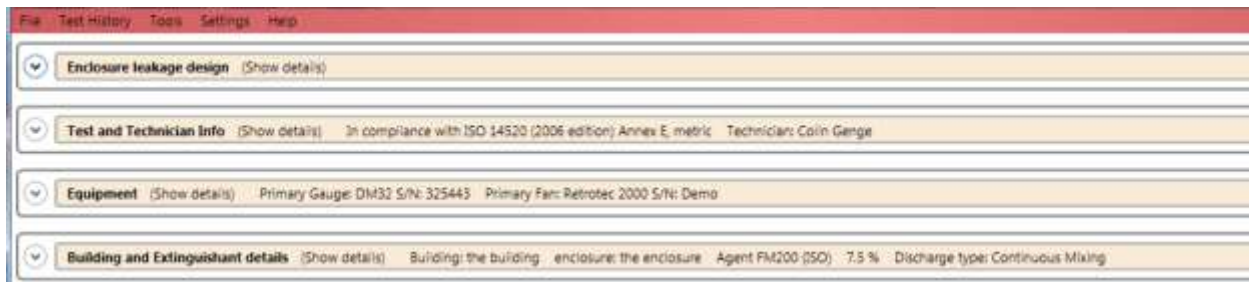 File Test History Tools Settings Help
Enclosure leakage design (Show details)
Test and Technician Info (Show details) In compliance with ISO 14520 (2006 edition) Annex E, metric Technician: Colin Genge
Equipment (Show details) Primary Gauge: DM32 S/N: 325443 Primary Fan: Retrotec 2000 S/N: Demo
Building and Extinguishant details (Show details) Building: the building enclosure: the enclosure Agent FM200 (ISO) 7.5 % Discharge type: Continuous Mixing